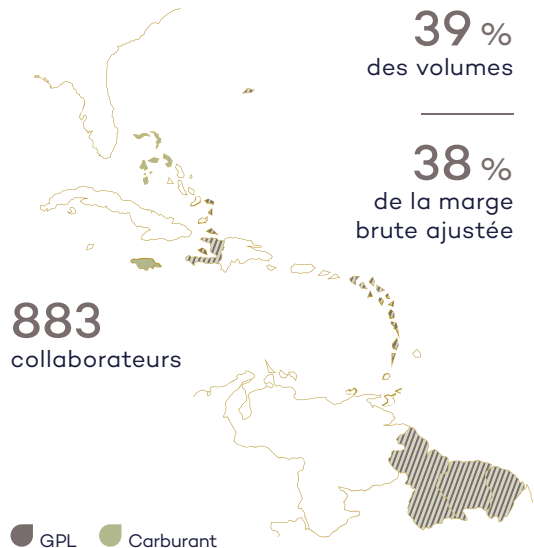 39 %
des volumes
38 %
de la marge
brute ajustée
883
collaborateurs
GPL
Carburant